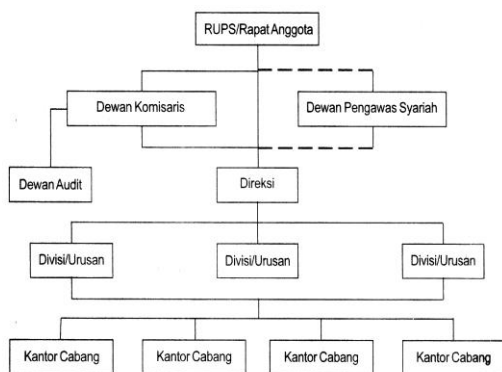 RUPS/Rapat Anggota
Dewan Komisaris
Dewan Pengawas Syariah
Dewan Audit
Direksi
Divisi/Urusan
Divisi/Urusan
Divisi/Urusan
Kantor Cabang
Kantor Cabang
Kantor Cabang
Kantor Cabang